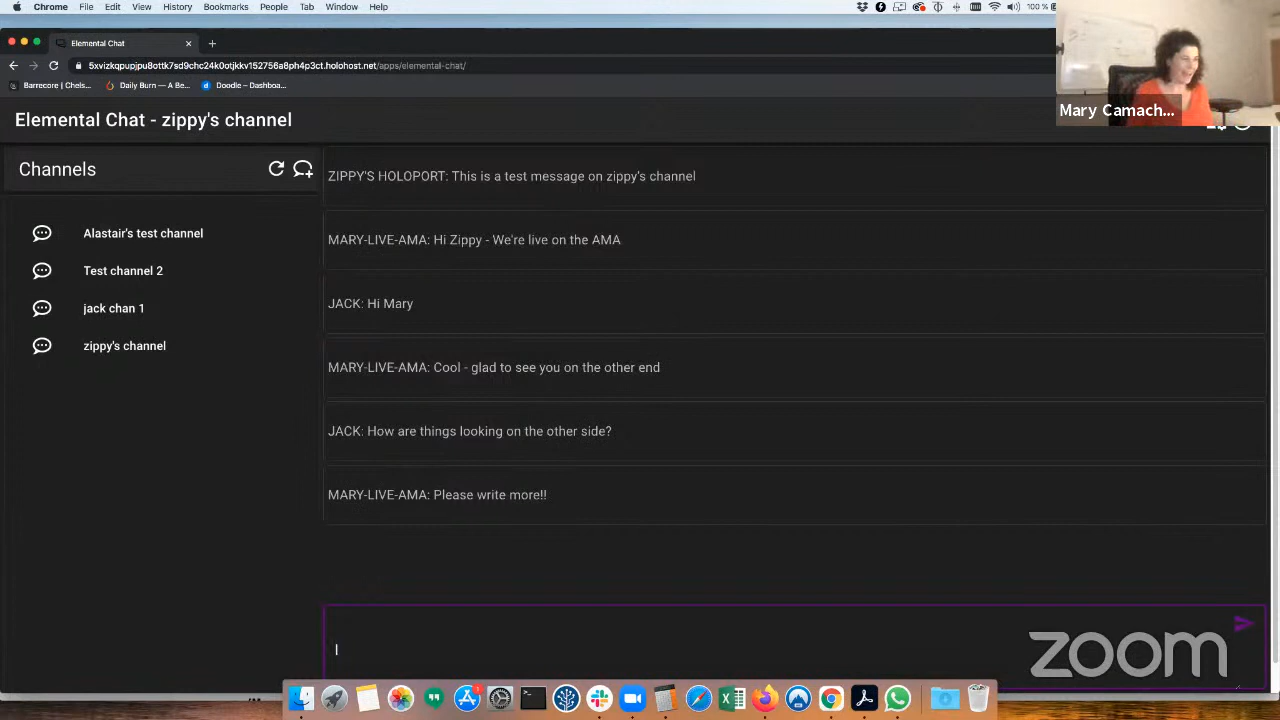 Chrome File Edit View History Bookmarks People Tab Window Help 100 %
Elemental Chat
5xvizkqpupjpu8ottk7sd9chc24k0otjkkv152756a8ph4p3ct.holohost.net/apps/elemental-chat/
Barrecore | Chels... Daily Burn — A Be... Doodle – Dashboa...
Mary Camach...
Elemental Chat - zippy's channel
Channels
Alastair's test channel
Test channel 2
jack chan 1
zippy's channel
ZIPPY'S HOLOPORT: This is a test message on zippy's channel
MARY-LIVE-AMA: Hi Zippy - We're live on the AMA
JACK: Hi Mary
MARY-LIVE-AMA: Cool - glad to see you on the other end
JACK: How are things looking on the other side?
MARY-LIVE-AMA: Please write more!!
zoom